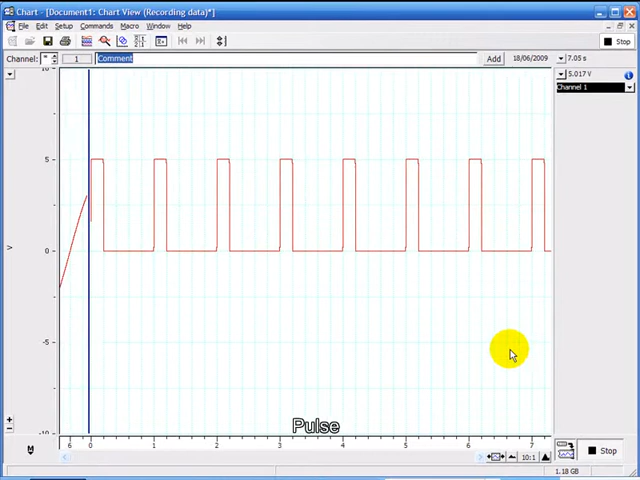 Chart - [Document1: Chart View (Recording data)*]
File Edit Setup Commands Macro Window Help
Stop
Channel: 1 Comment Add 18/06/2009 7.05s
5.017 V
Channel 1
10
5
V
0
-5
-10
Pulse
6 0 1 2 3 4 5 6 7
10:1 Stop
1.18 GB